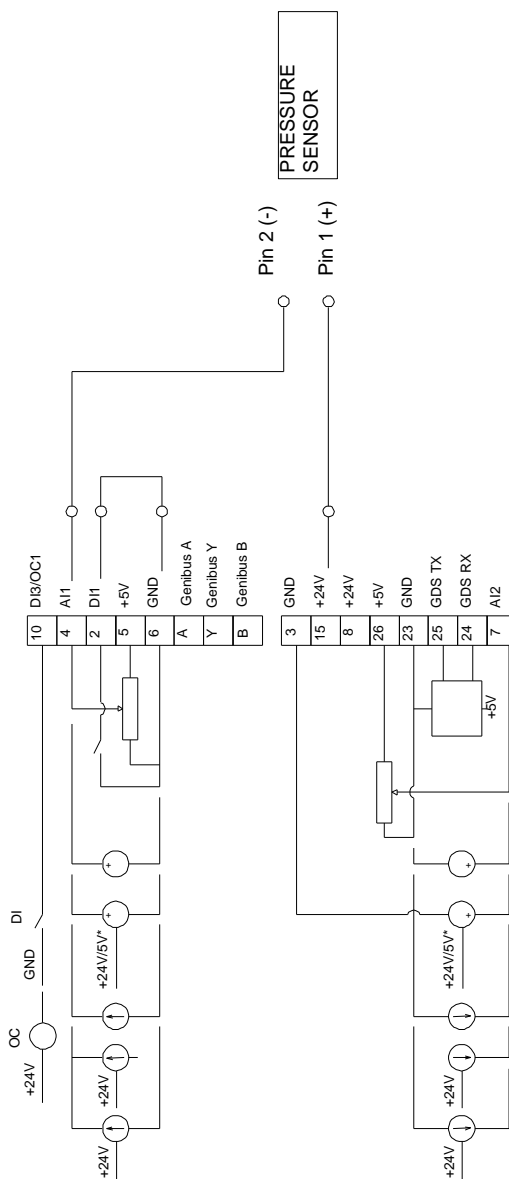 PRESSURE
SENSOR
Pin 2 (-)
Pin 1 (+)
10 DI3/OC1
4 AI1
2 DI1
5 +5V
6 GND
A Genibus A
Y Genibus Y
B Genibus B
3 GND
15 +24V
8 +24V
26 +5V
23 GND
25 GDS TX
24 GDS RX
7 AI2
+5V
DI
GND
OC
+24V
+
+
+24V/5V*
+24V
+24V
+
+
+24V/5V*
+24V
+24V